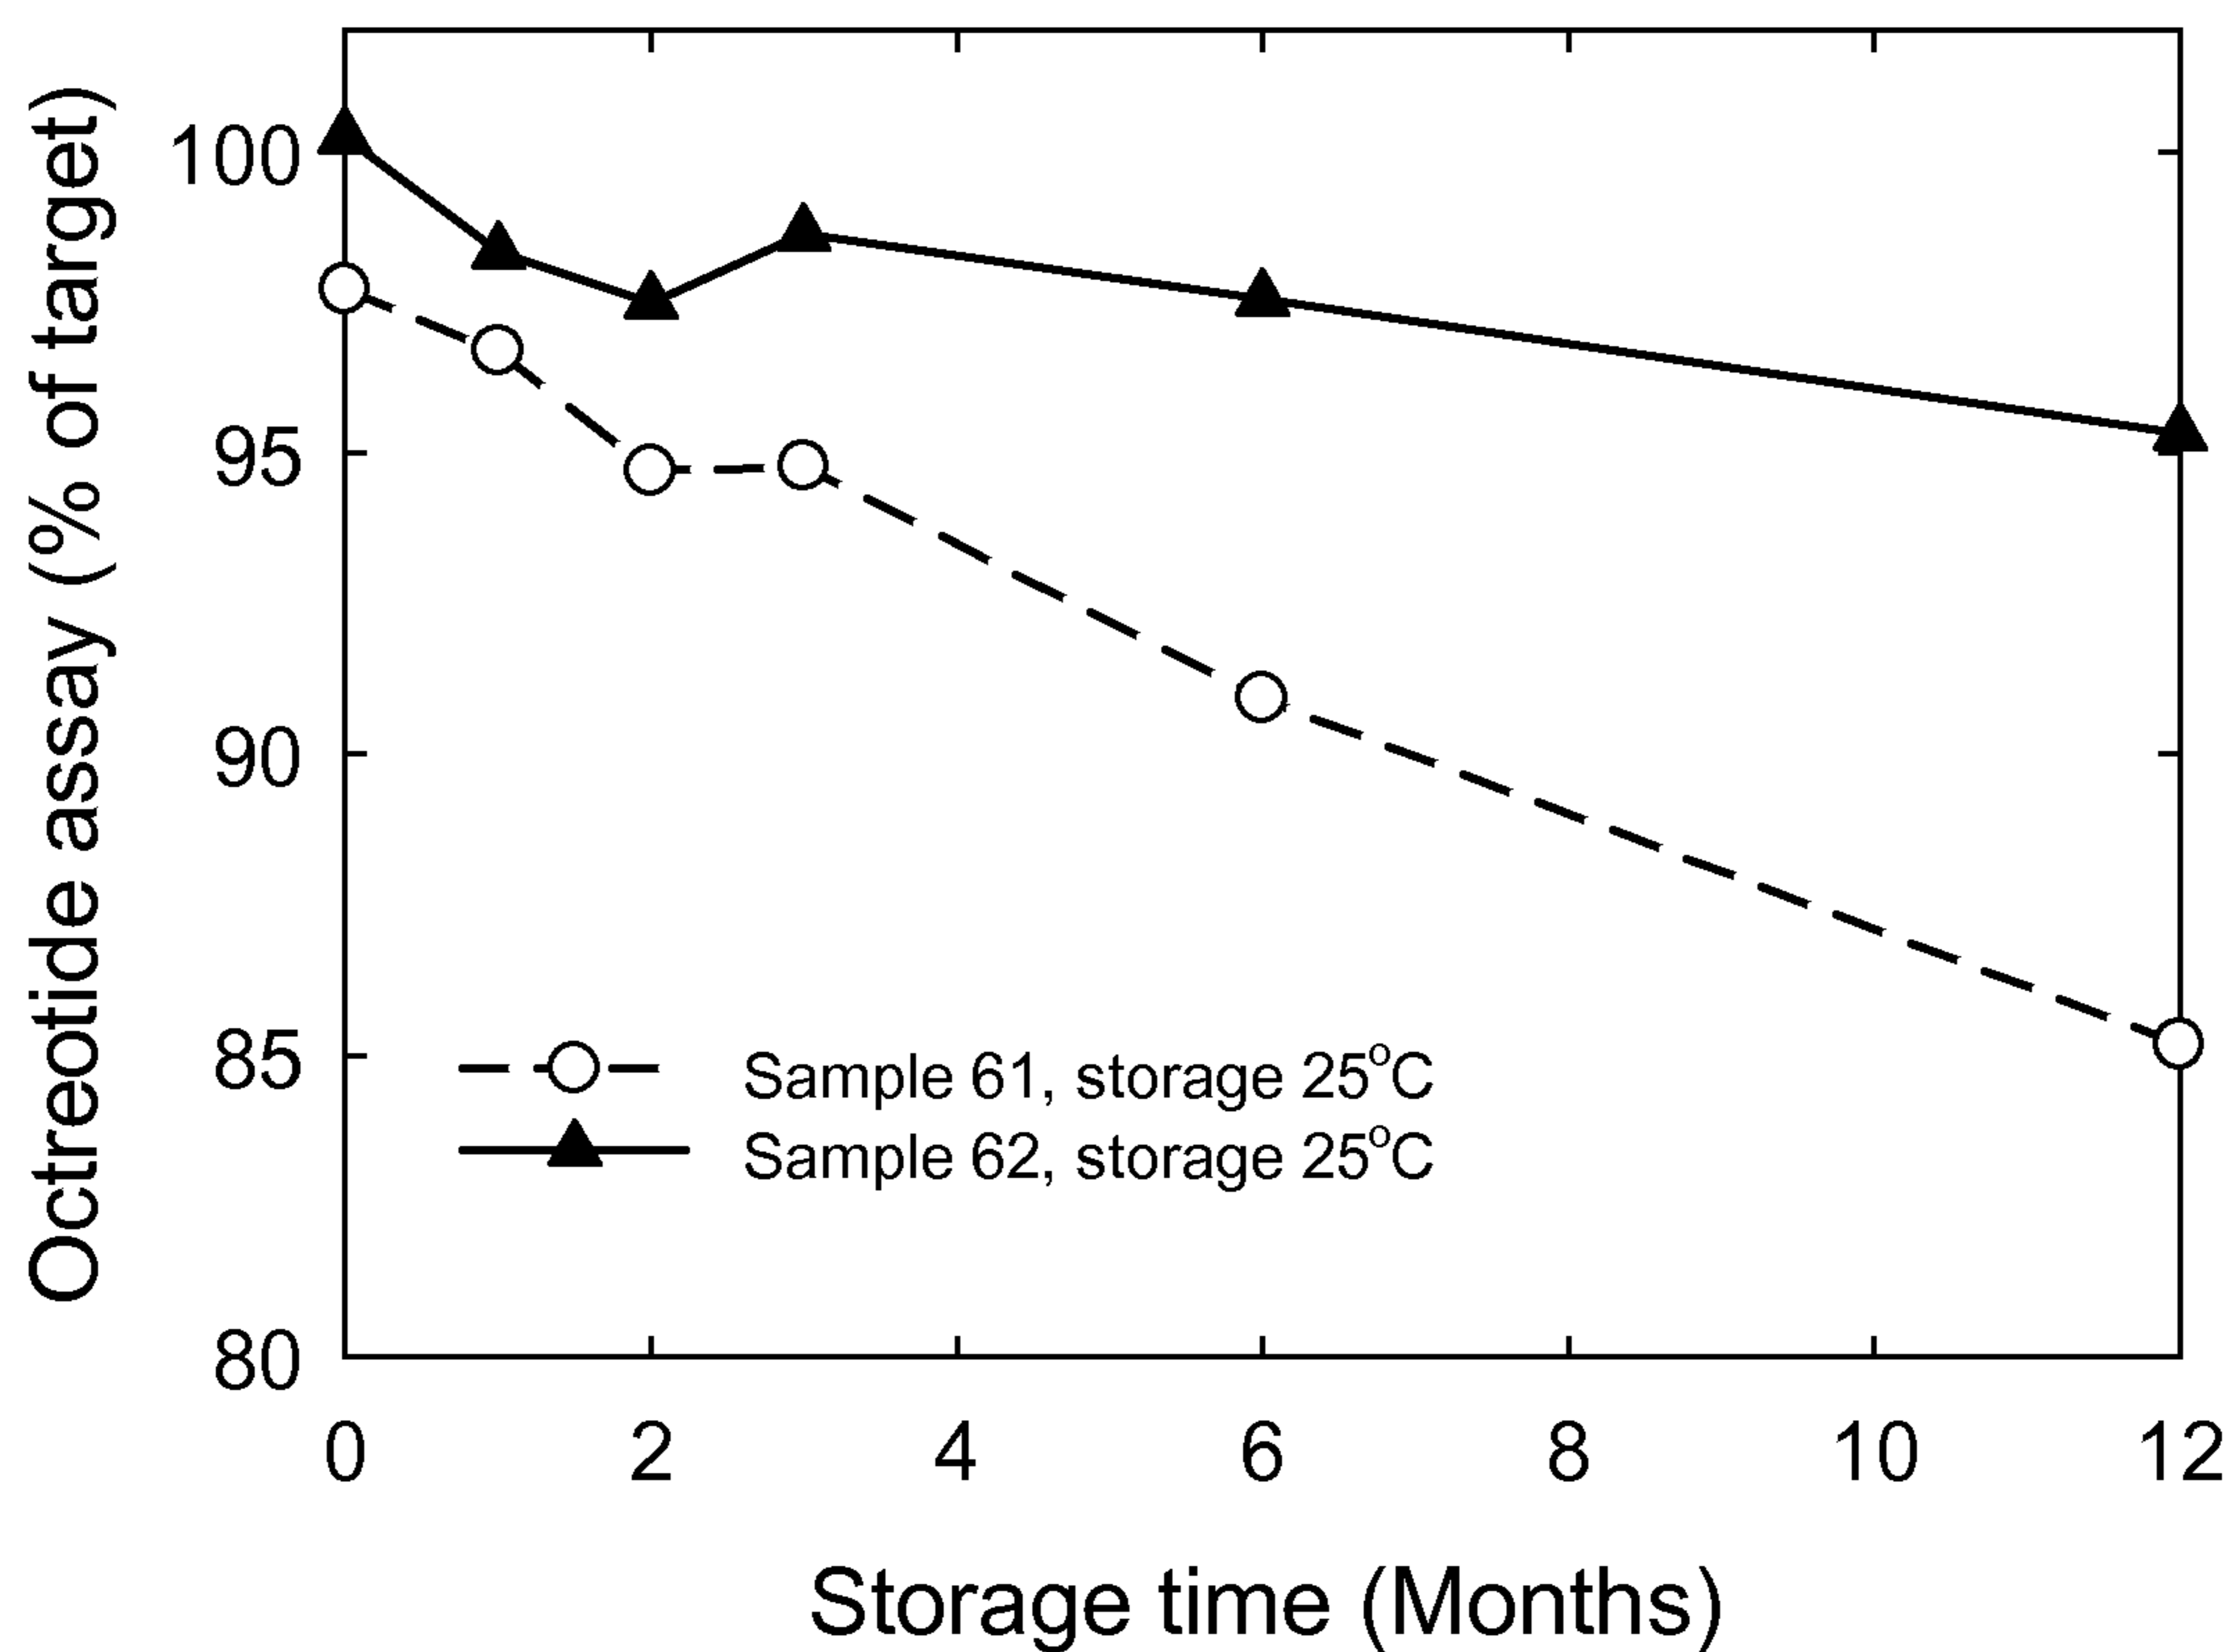 Octreotide assay (% of target)
100
95
90
85
80
Sample 61, storage 25°C
Sample 62, storage 25°C
0 2 4 6 8 10 12
Storage time (Months)